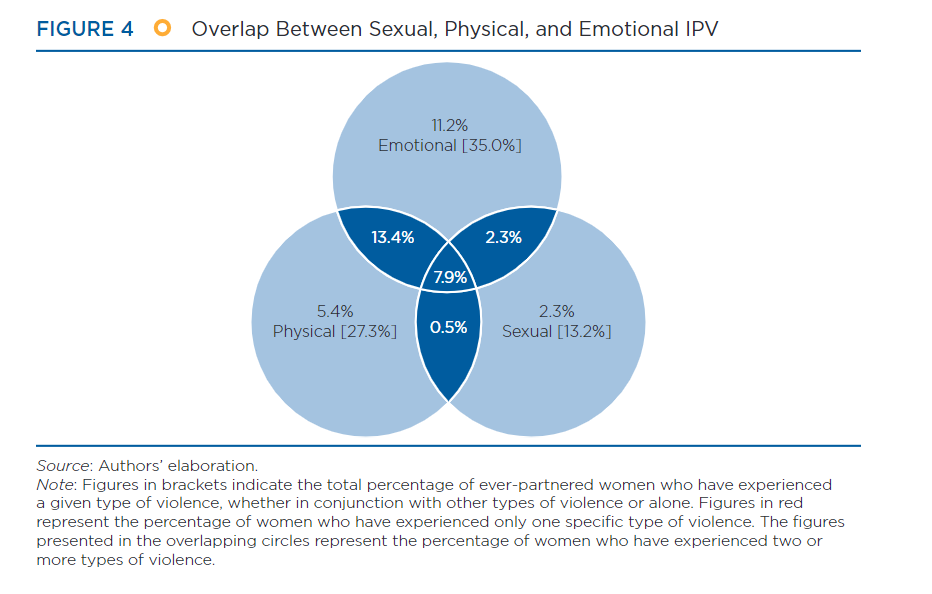 FIGURE 4 Overlap Between Sexual, Physical, and Emotional IPV
11.2%
Emotional [35.0%]
13.4%
2.3%
7.9%
5.4%
Physical [27.3%]
0.5%
2.3%
Sexual [13.2%]
Source: Authors’ elaboration.
Note: Figures in brackets indicate the total percentage of ever-partnered women who have experienced
a given type of violence, whether in conjunction with other types of violence or alone. Figures in red
represent the percentage of women who have experienced only one specific type of violence. The figures
presented in the overlapping circles represent the percentage of women who have experienced two or
more types of violence.